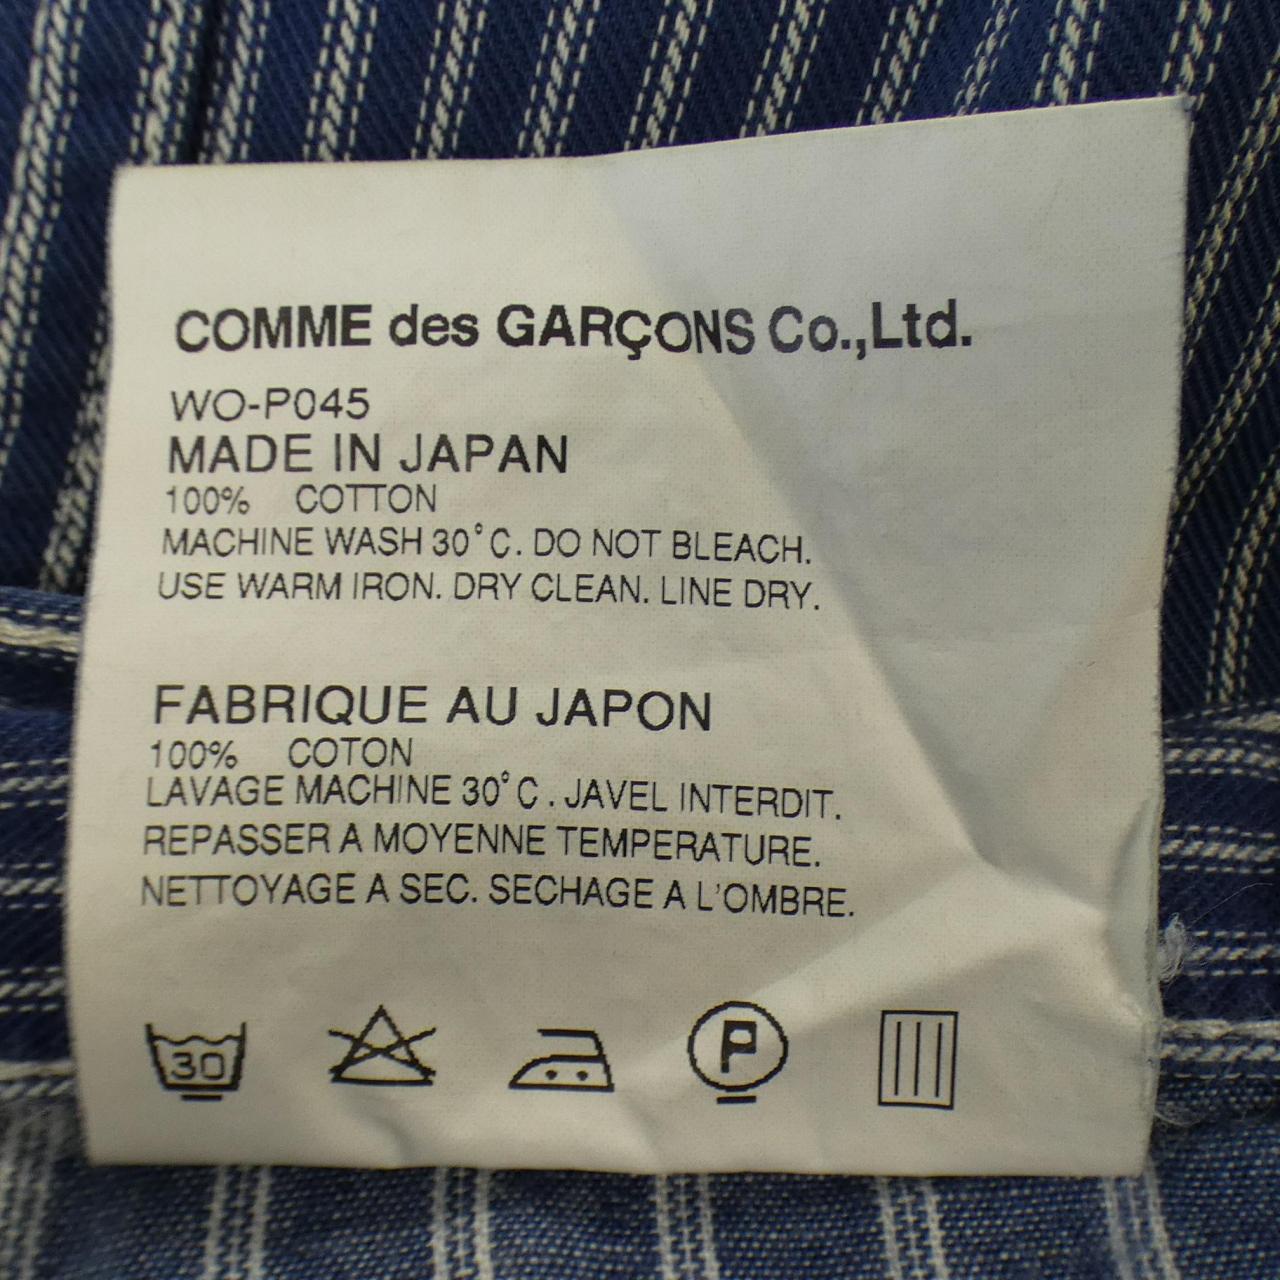 COMME des GARÇONS Co.,Ltd.
WO-P045
MADE IN JAPAN
100% COTTON
MACHINE WASH 30°C. DO NOT BLEACH.
USE WARM IRON. DRY CLEAN. LINE DRY.
FABRIQUE AU JAPON
100% COTON
LAVAGE MACHINE 30°C. JAVEL INTERDIT.
REPASSER A MOYENNE TEMPERATURE.
NETTOYAGE A SEC. SECHAGE A L'OMBRE.
30 P